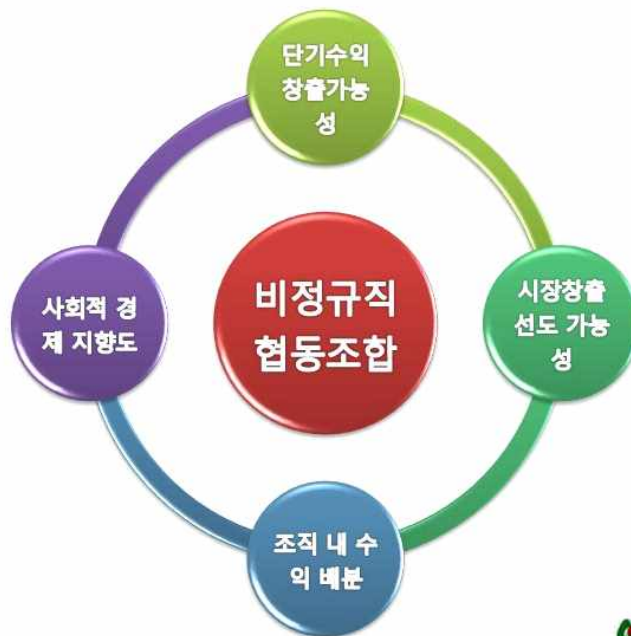 단기수익
창출가능
성
사회적 경
제 지향도
비정규직
협동조합
시장창출
선도 가능
성
조직 내 수
익 배분